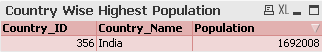 Country Wise Highest Population XL
Country_ID Country_Name Population
356 India 1692008